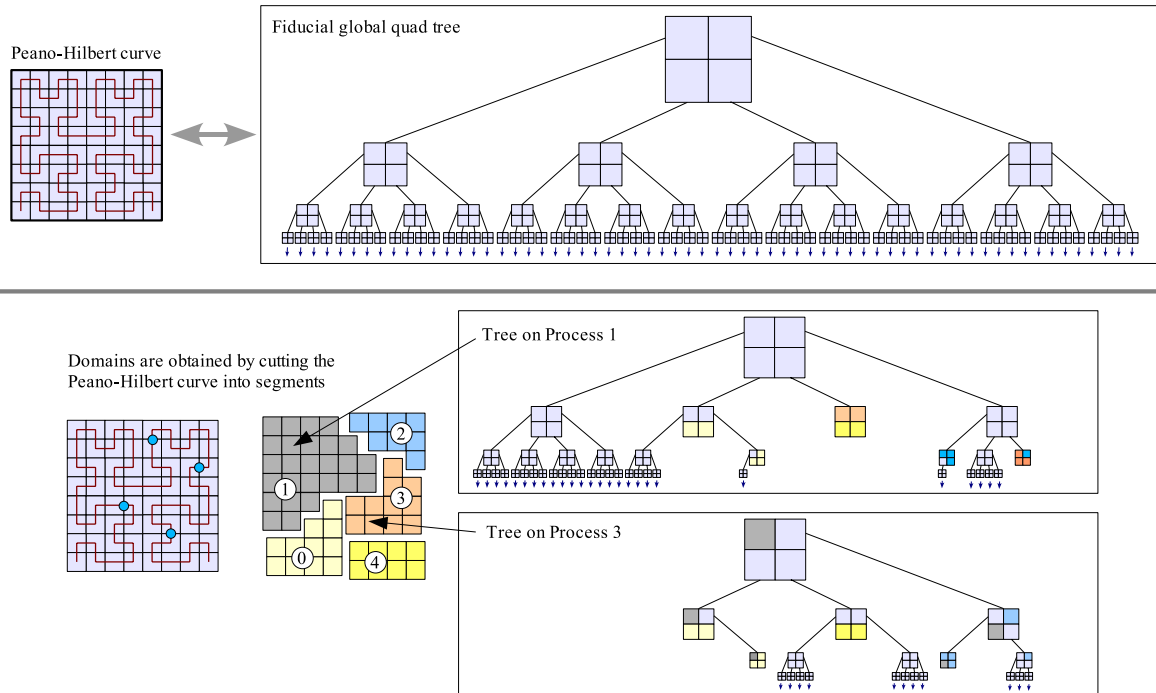 Fiducial global quad tree
Peano-Hilbert curve
Tree on Process 1
Domains are obtained by cutting the
Peano-Hilbert curve into segments
2
1
3
0
4
Tree on Process 3